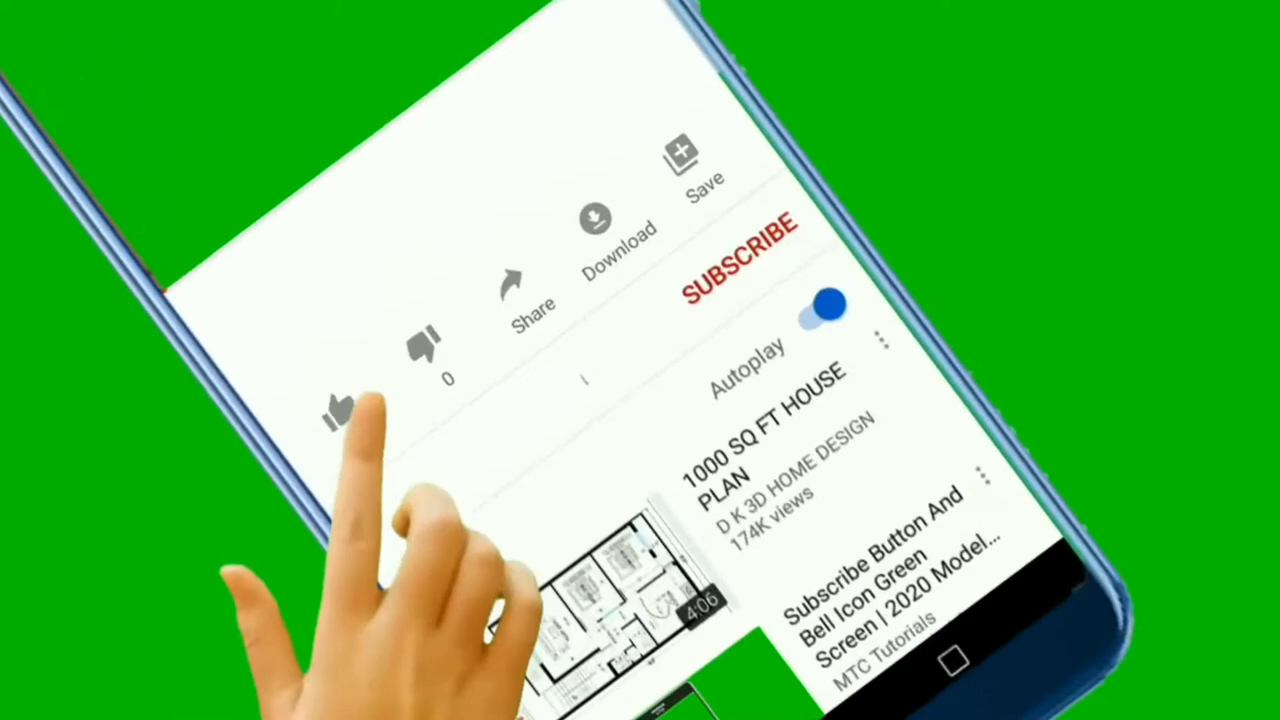 0
Share
Download
Save
SUBSCRIBE
Autoplay
1000 SQ FT HOUSE
PLAN
D K 3D HOME DESIGN
174K views
4:06
Subscribe Button And
Bell Icon Green
Screen | 2020 Model...
MTC Tutorials